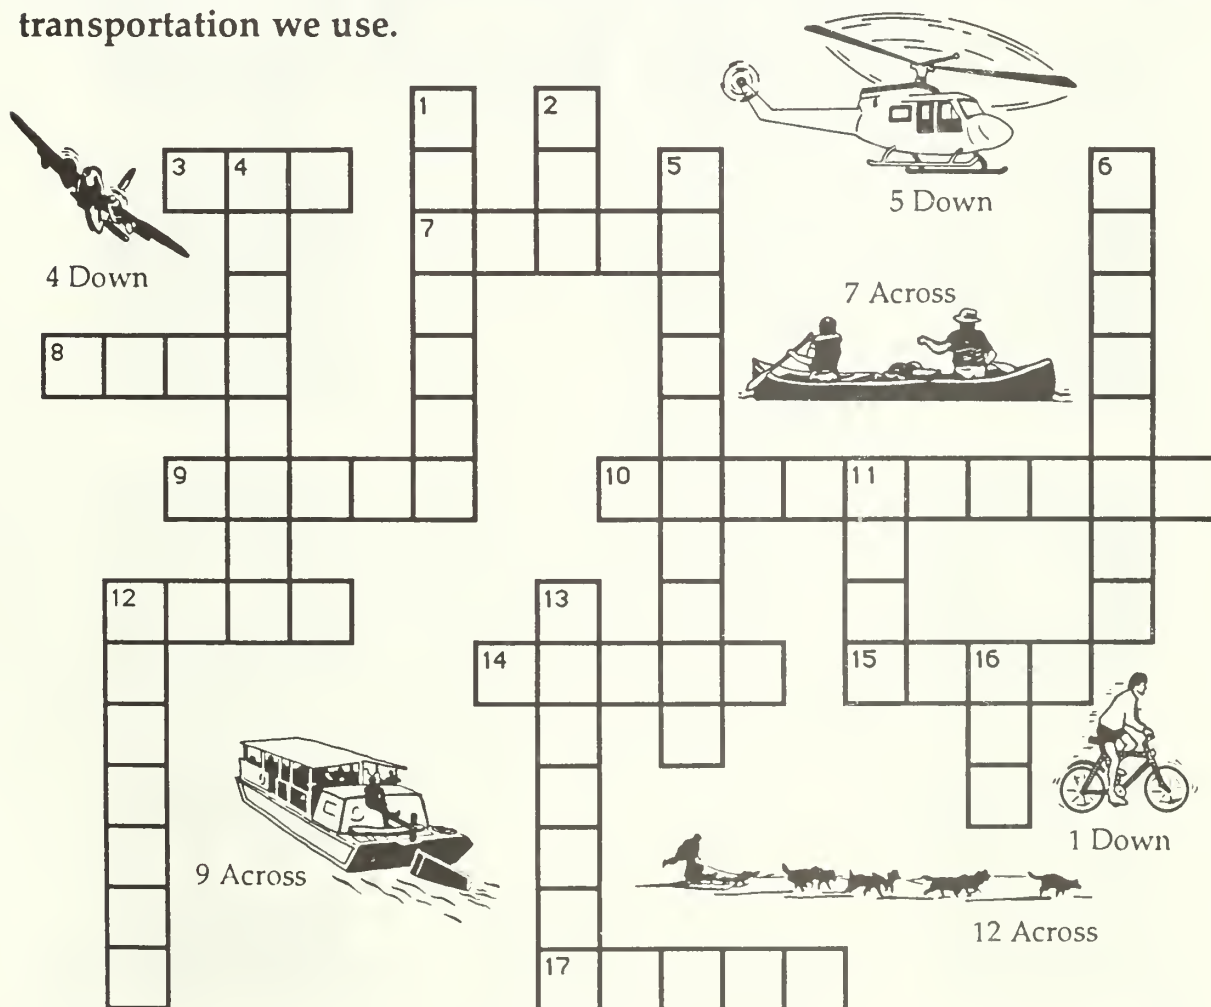 transportation we use.
1 2
3 4 5 6
5 Down
7
4 Down
7 Across
8
9 10 11
12 13
14 15 16
1 Down
9 Across
12 Across
17